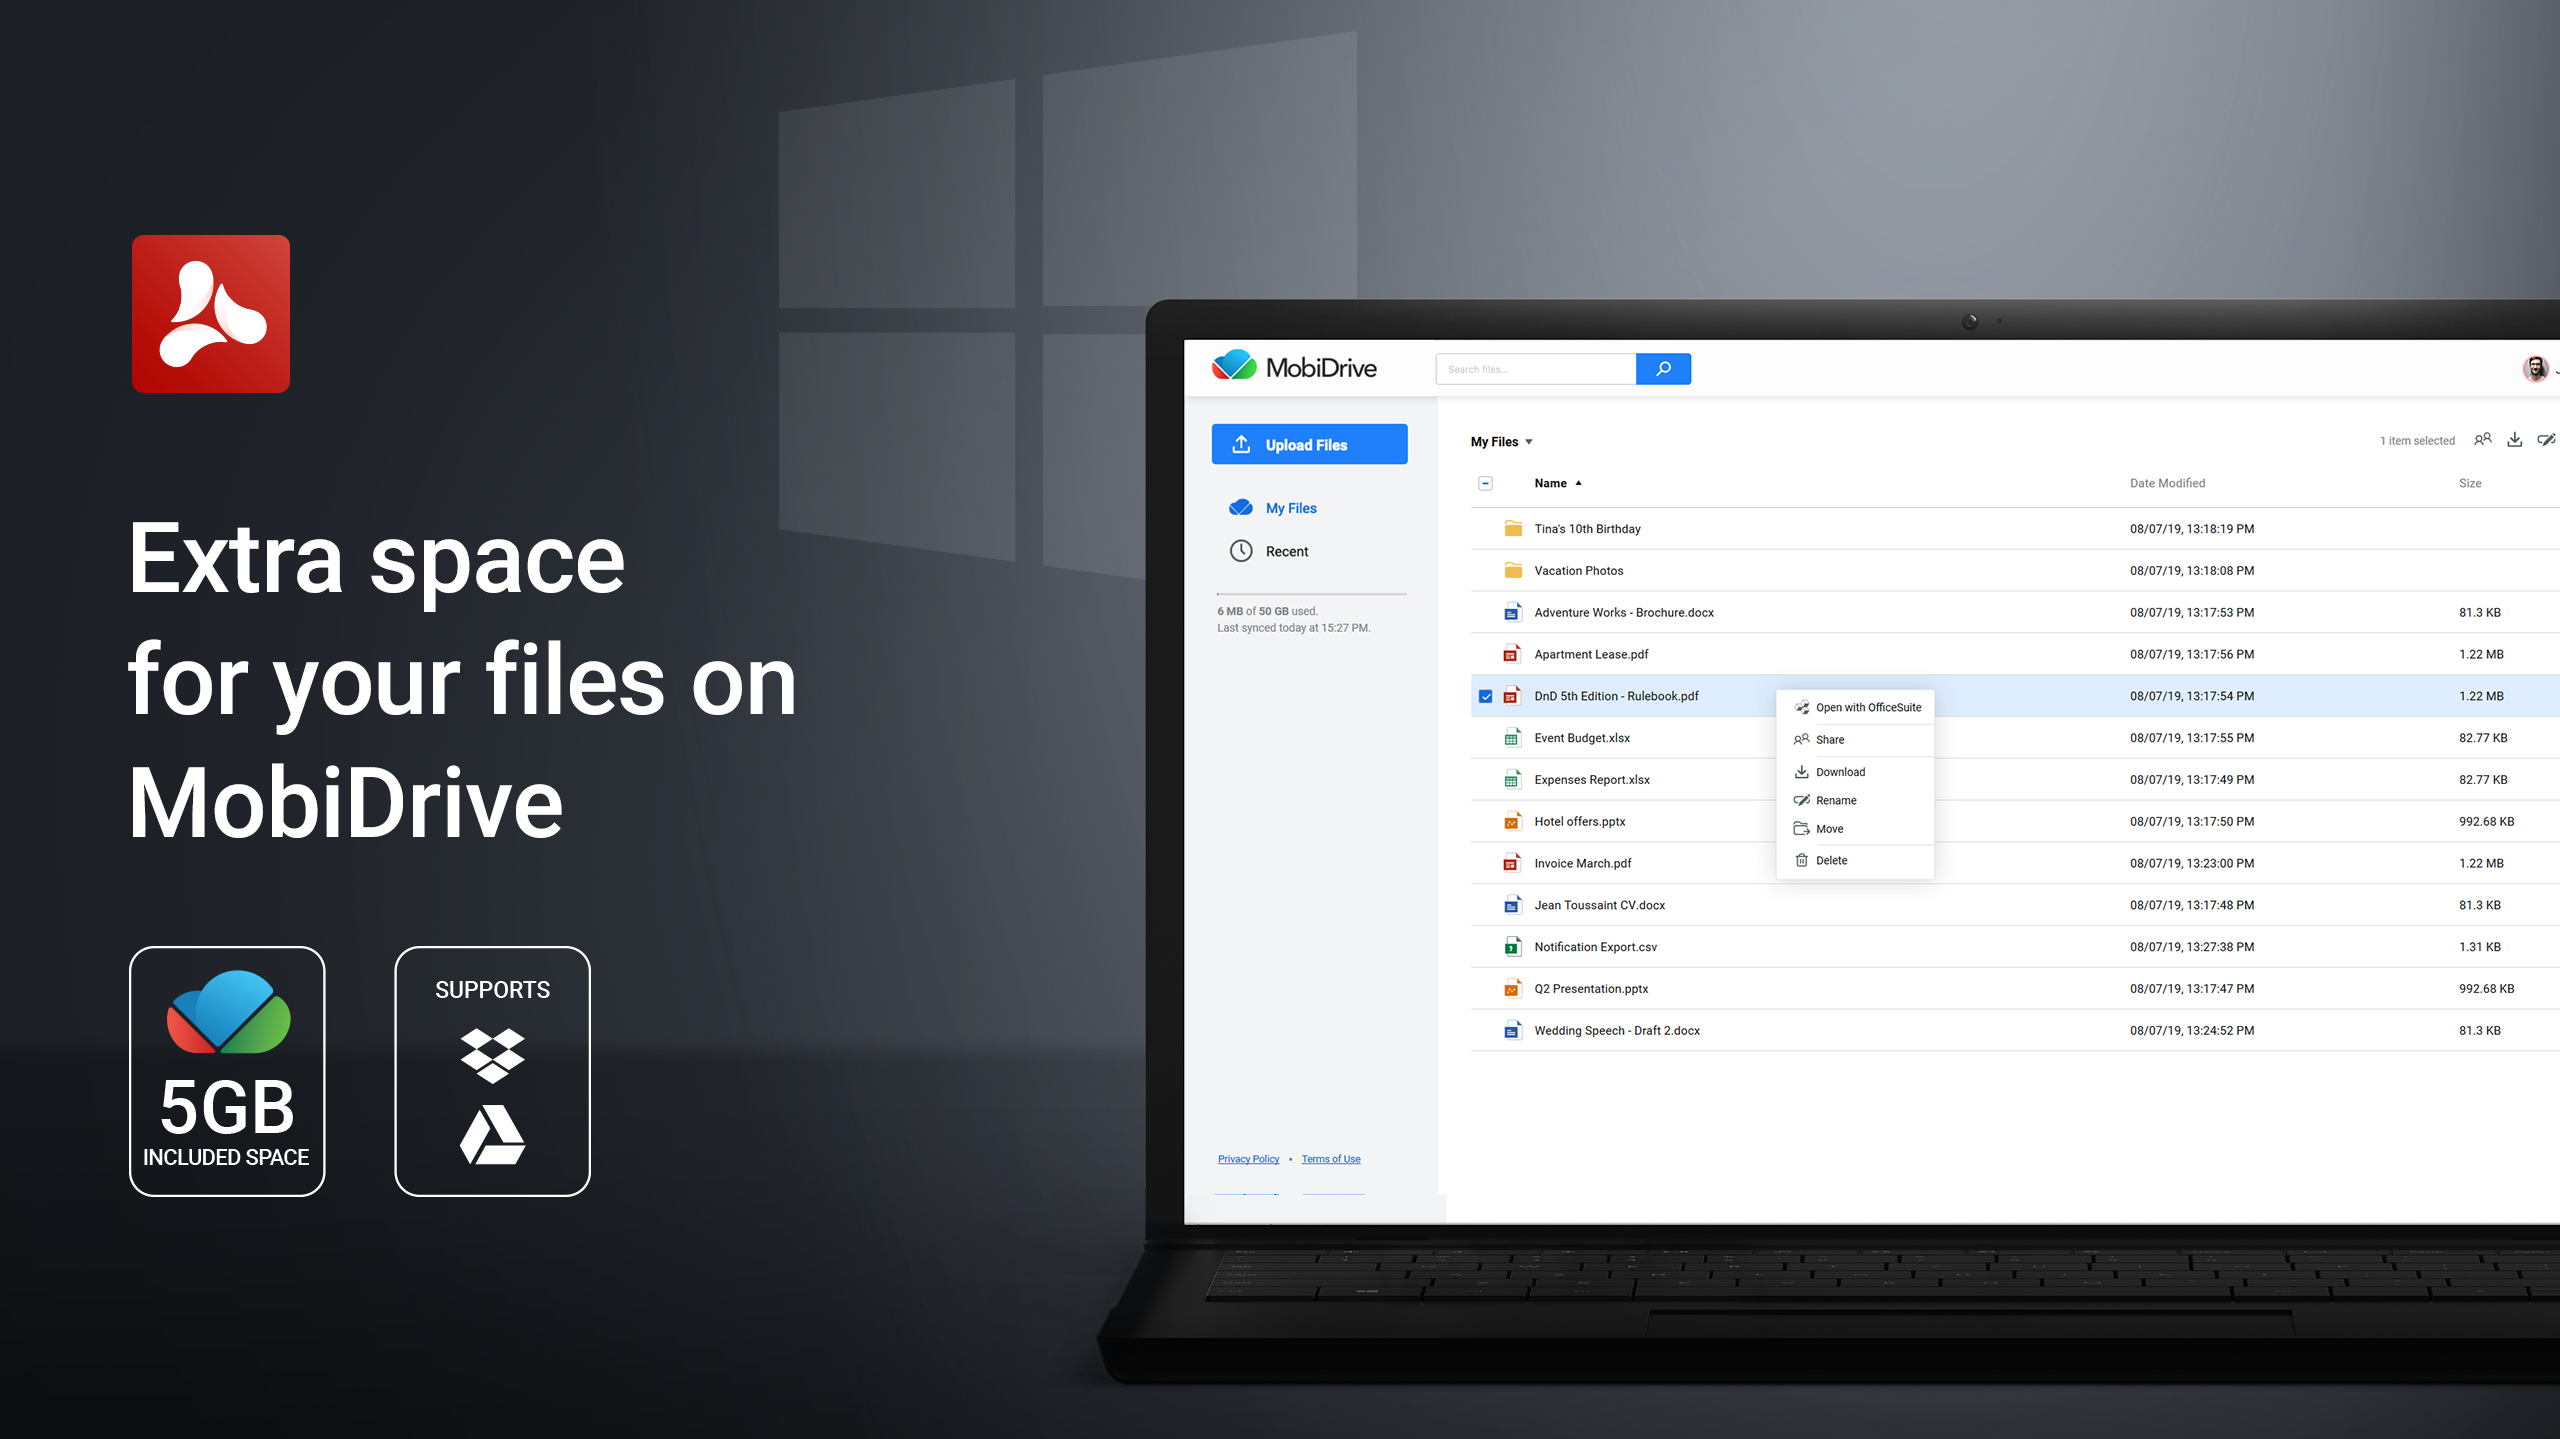 Extra space
for your files on
MobiDrive
5GB
INCLUDED SPACE
SUPPORTS
MobiDrive
Search files...
Upload Files
My Files
Recent
6 MB of 50 GB used.
Last synced today at 15:27 PM.
Privacy Policy • Terms of Use
My Files
1 item selected
Name Date Modified Size
Tina's 10th Birthday 08/07/19, 13:18:19 PM
Vacation Photos 08/07/19, 13:18:08 PM
Adventure Works - Brochure.docx 08/07/19, 13:17:53 PM 81.3 KB
Apartment Lease.pdf 08/07/19, 13:17:56 PM 1.22 MB
DnD 5th Edition - Rulebook.pdf 08/07/19, 13:17:54 PM 1.22 MB
Event Budget.xlsx 08/07/19, 13:17:55 PM 82.77 KB
Expenses Report.xlsx 08/07/19, 13:17:49 PM 82.77 KB
Hotel offers.pptx 08/07/19, 13:17:50 PM 992.68 KB
Invoice March.pdf 08/07/19, 13:23:00 PM 1.22 MB
Jean Toussaint CV.docx 08/07/19, 13:17:48 PM 81.3 KB
Notification Export.csv 08/07/19, 13:27:38 PM 1.31 KB
Q2 Presentation.pptx 08/07/19, 13:17:47 PM 992.68 KB
Wedding Speech - Draft 2.docx 08/07/19, 13:24:52 PM 81.3 KB
Open with OfficeSuite
Share
Download
Rename
Move
Delete